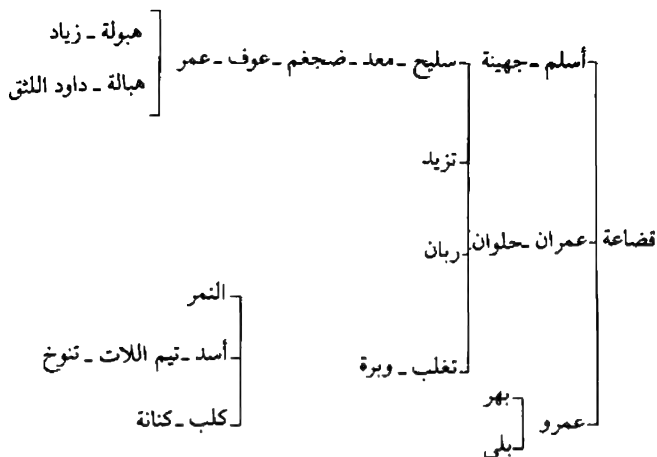 هبولة - زياد
أسلم - جهينة سليح - معد - ضجغم - عوف - عمر
هبالة - داود اللثق
تزيد
قضاعة - عمران - حلوان ربان
النمر
أسد - تيم اللات - تنوخ
تغلب - وبرة
بهر
كلب - كنانة
عمرو
بلي